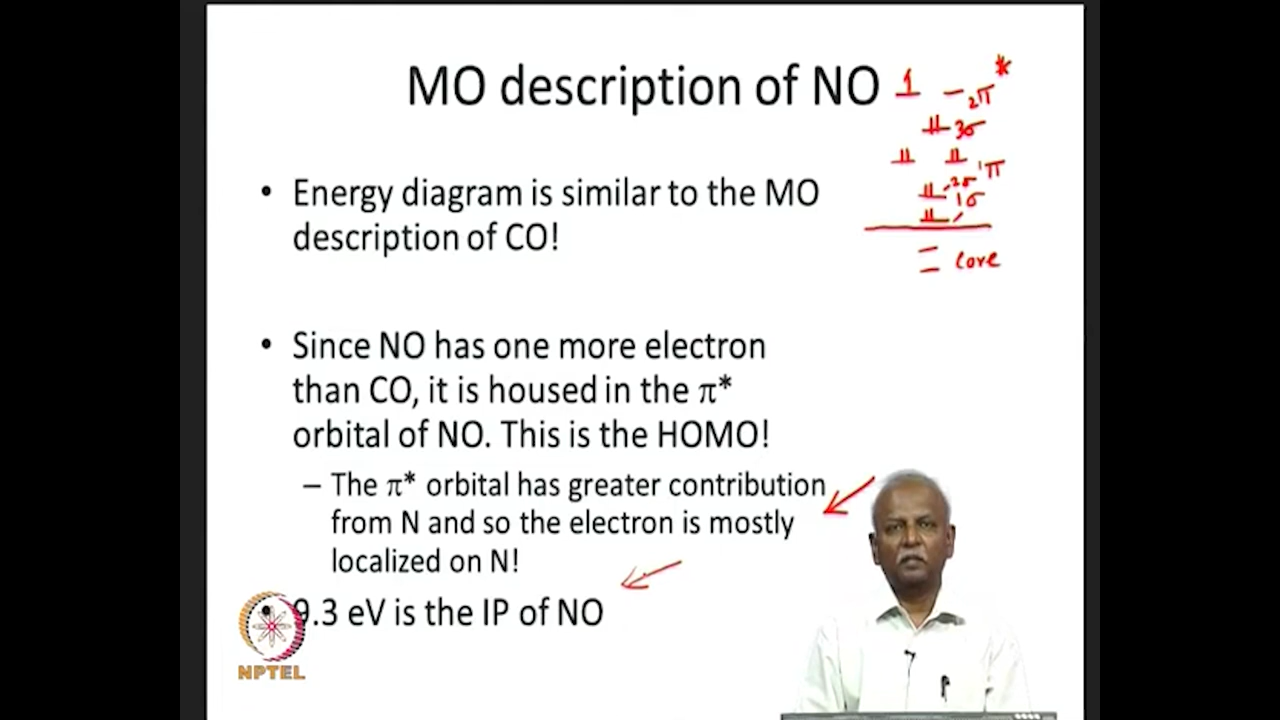 MO description of NO
1 – 2π*
3σ
1π
2σ
1σ
core
• Energy diagram is similar to the MO
description of CO!
• Since NO has one more electron
than CO, it is housed in the π*
orbital of NO. This is the HOMO!
– The π* orbital has greater contribution
from N and so the electron is mostly
localized on N!
9.3 eV is the IP of NO
NPTEL